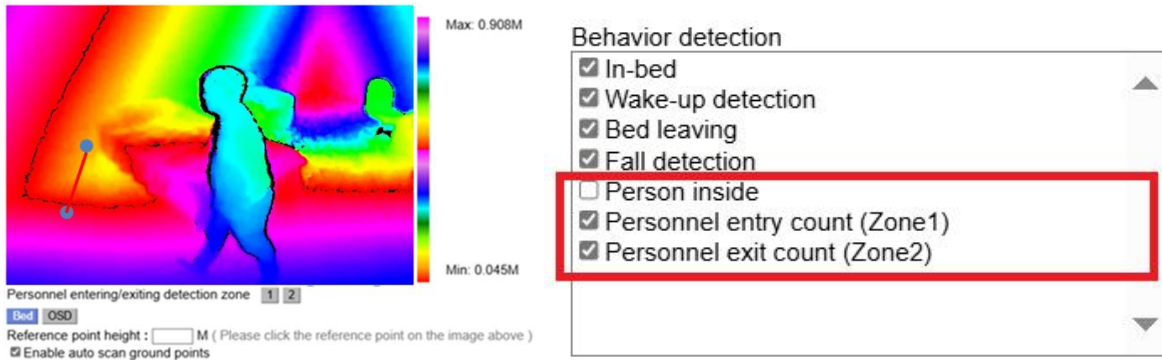 Max: 0.908M
Min: 0.045M
Personnel entering/exiting detection zone 1 2
Bed OSD
Reference point height : M ( Please click the reference point on the image above )
Enable auto scan ground points
Behavior detection
In-bed
Wake-up detection
Bed leaving
Fall detection
Person inside
Personnel entry count (Zone1)
Personnel exit count (Zone2)